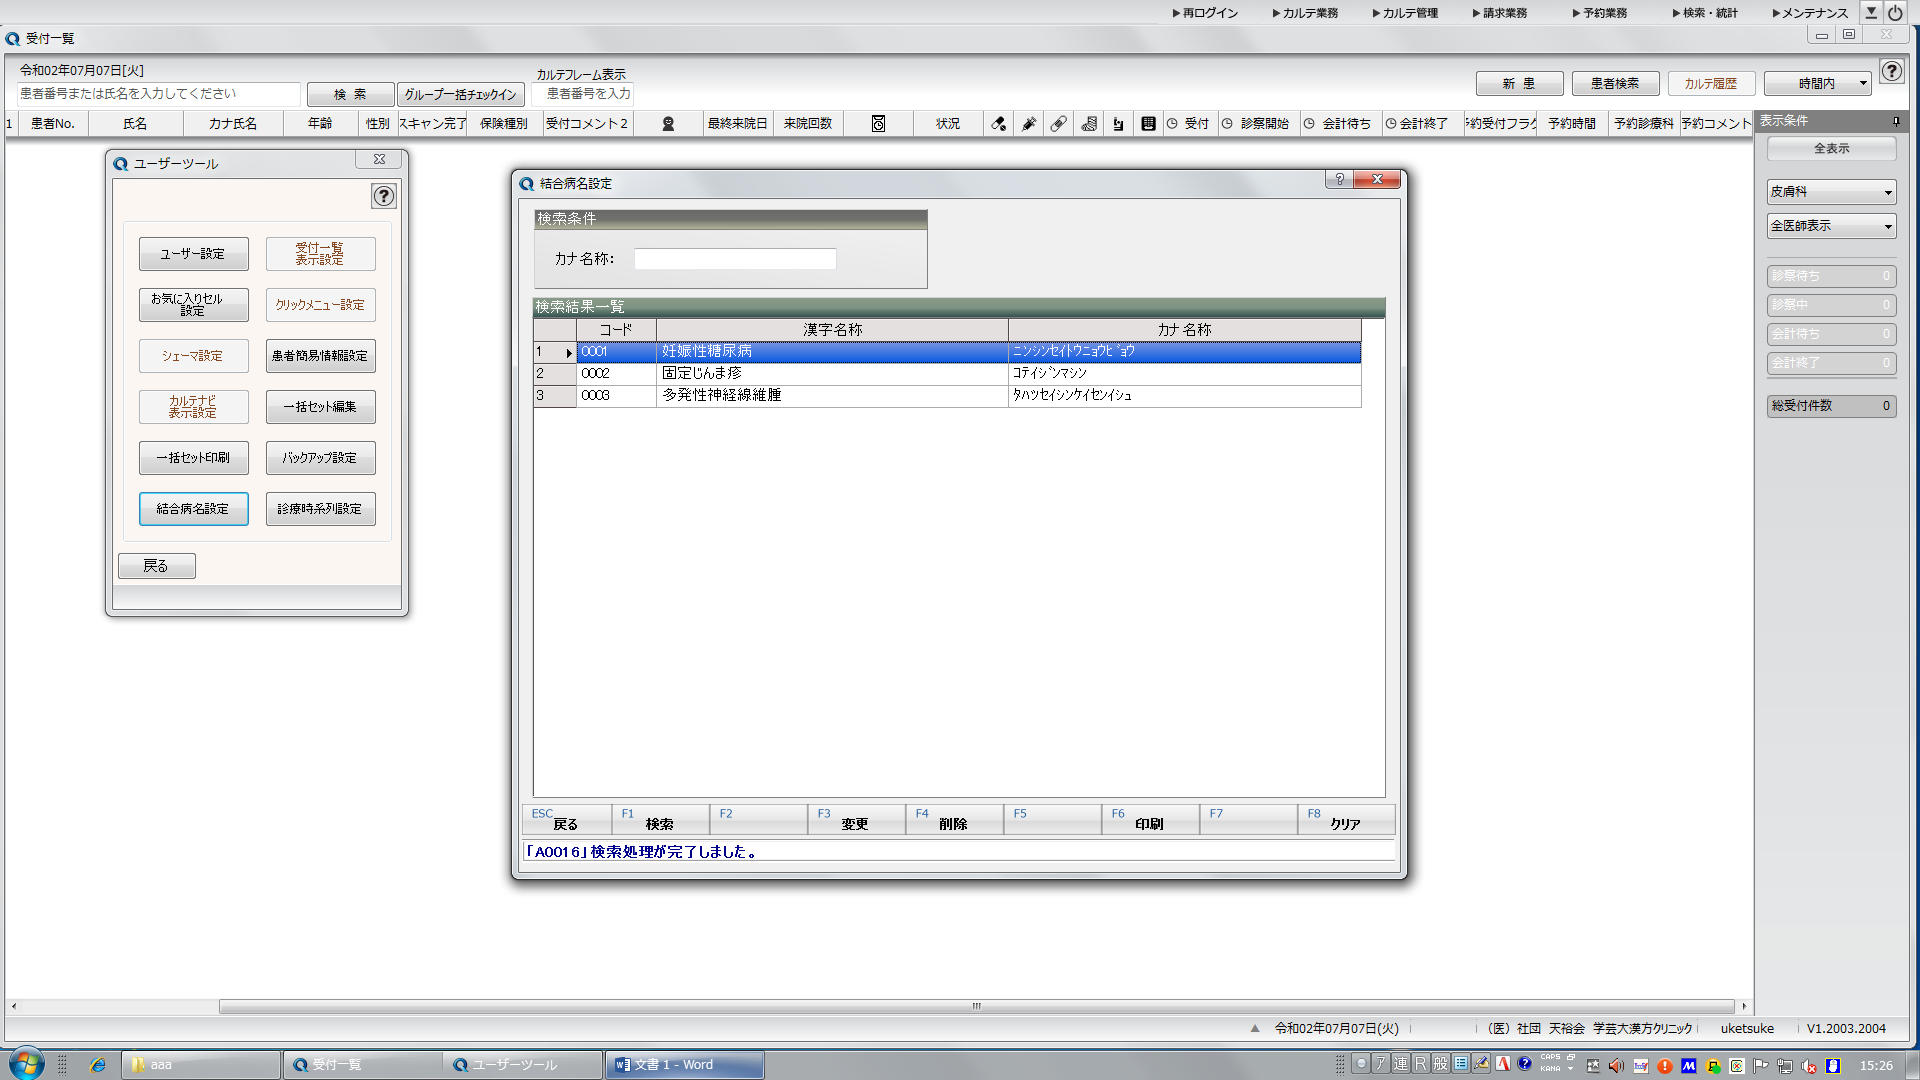 ▶再ログイン ▶カルテ業務 ▶カルテ管理 ▶請求業務 ▶予約業務 ▶検索・統計 ▶メンテナンス
受付一覧
令和02年07月07日[火]
カルテフレーム表示
患者番号または氏名を入力してください 検 索 グループ一括チェックイン 患者番号を入力 新 患 患者検索 カルテ履歴 時間内
1 患者No. 氏名 カナ氏名 年齢 性別 スキャン完了 保険種別 受付コメント2 最終来院日 来院回数 状況 受付 診察開始 会計待ち 会計終了 予約受付フラグ 予約時間 予約診療科 予約コメント
表示条件
全表示
皮膚科
全医師表示
診察待ち 0
診察中 0
会計待ち 0
会計終了 0
総受付件数 0
ユーザーツール
ユーザー設定
受付一覧
表示設定
お気に入りセル
設定
クリックメニュー設定
シェーマ設定
患者簡易情報設定
カルテナビ
表示設定
一括セット編集
一括セット印刷
バックアップ設定
結合病名設定
診療時系列設定
戻る
結合病名設定
検索条件
カナ名称:
検索結果一覧
コード 漢字名称 カナ名称
1 0001 妊娠性糖尿病 ﾆﾝｼﾝｾｲﾄｳﾆｮｳﾋﾞｮｳ
2 0002 固定じんま疹 ｺﾃｲｼﾞﾝﾏｼﾝ
3 0003 多発性神経線維腫 ﾀﾊﾂｾｲｼﾝｹｲｾﾝｲｼｭ
ESC 戻る F1 検索 F2 F3 変更 F4 削除 F5 F6 印刷 F7 F8 クリア
「A0016」検索処理が完了しました。
令和02年07月07日(火) (医)社団 天裕会 学芸大漢方クリニック uketsuke V1.2003.2004
aaa 受付一覧 ユーザーツール 文書 1 - Word ア 連 R 般 CAPS KANA 15:26